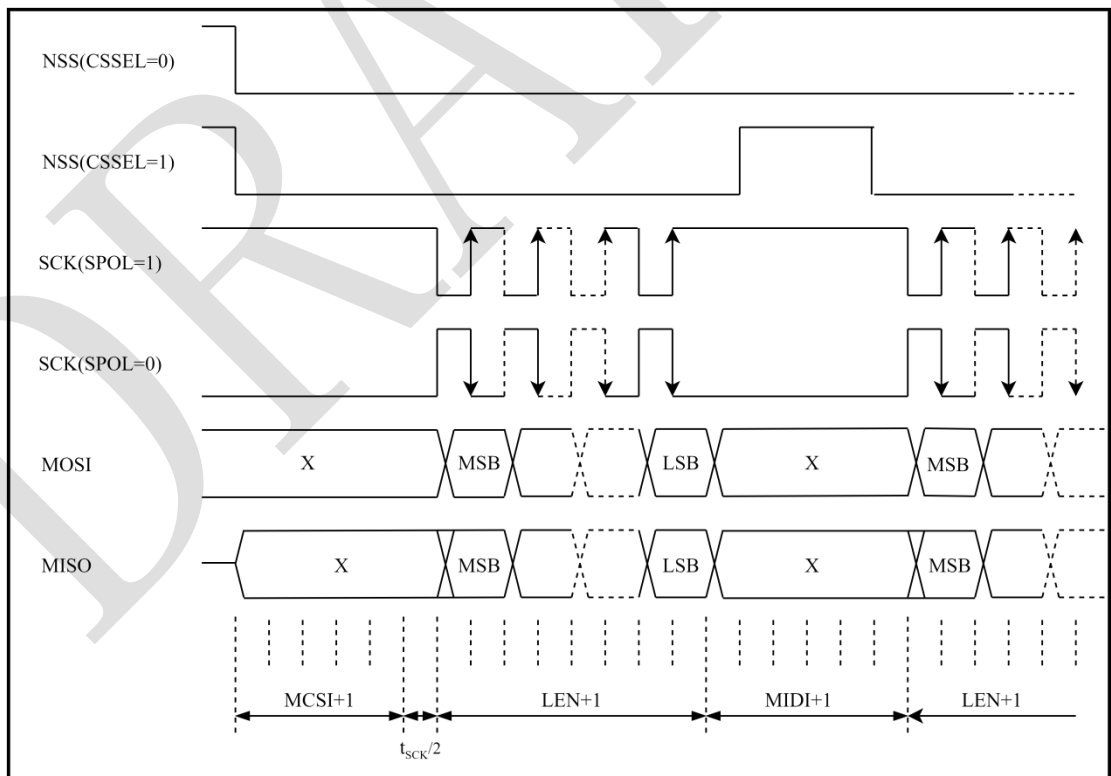 NSS(CSSEL=0)
NSS(CSSEL=1)
SCK(SPOL=1)
SCK(SPOL=0)
MOSI X MSB LSB X MSB
MISO X MSB LSB X MSB
MCSI+1 LEN+1 MIDI+1 LEN+1
tSCK/2
DRA